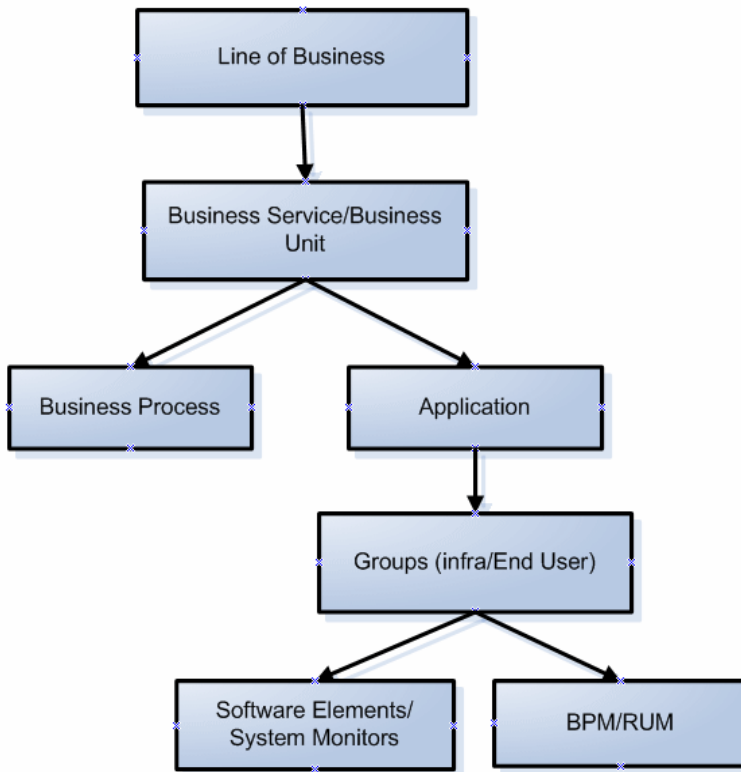 Line of Business
Business Service/Business
Unit
Business Process
Application
Groups (infra/End User)
Software Elements/
System Monitors
BPM/RUM